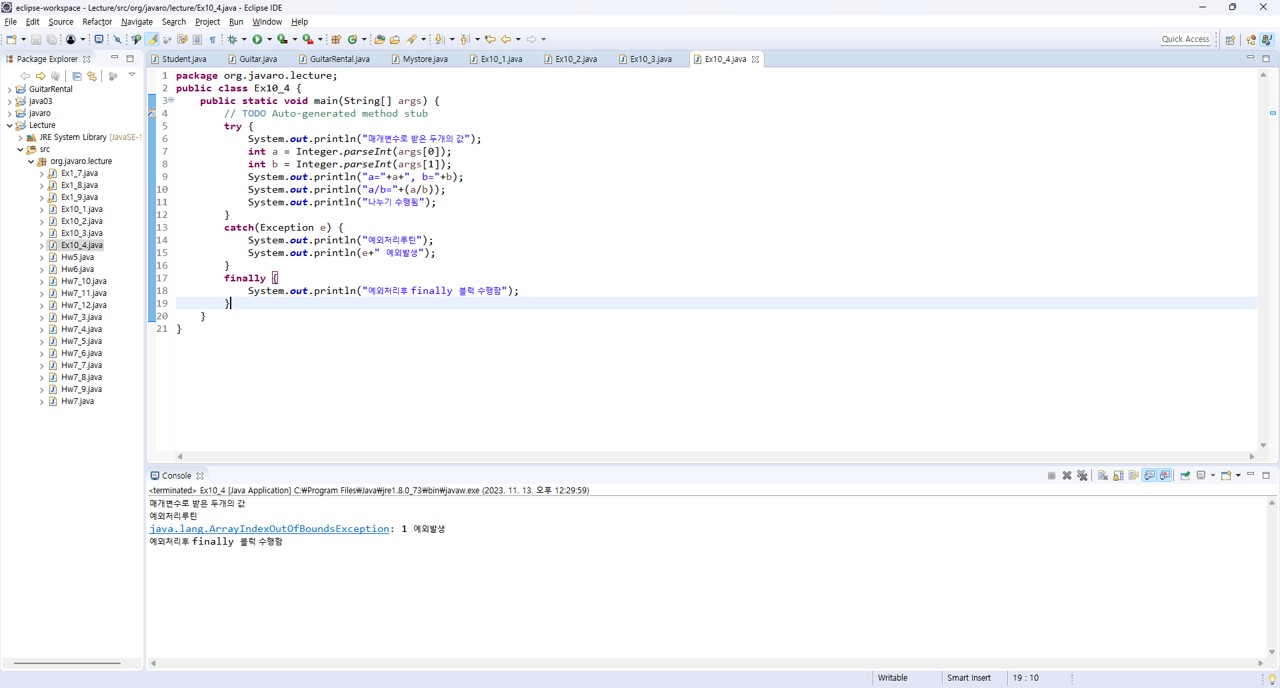 eclipse-workspace - Lecture/src/org/javaro/lecture/Ex10_4.java - Eclipse IDE
File Edit Source Refactor Navigate Search Project Run Window Help
Quick Access
Package Explorer
Student.java Guitar.java GuitarRental.java Mystore.java Ex10_1.java Ex10_2.java Ex10_3.java Ex10_4.java
GuitarRental
java03
javaro
Lecture
JRE System Library [JavaSE-1
src
org.javaro.lecture
Ex1_7.java
Ex1_8.java
Ex1_9.java
Ex10_1.java
Ex10_2.java
Ex10_3.java
Ex10_4.java
Hw5.java
Hw6.java
Hw7_10.java
Hw7_11.java
Hw7_12.java
Hw7_3.java
Hw7_4.java
Hw7_5.java
Hw7_6.java
Hw7_7.java
Hw7_8.java
Hw7_9.java
Hw7.java
1 package org.javaro.lecture;
2 public class Ex10_4 {
3 public static void main(String[] args) {
4 // TODO Auto-generated method stub
5 try {
6 System.out.println("매개변수로 받은 두개의 값");
7 int a = Integer.parseInt(args[0]);
8 int b = Integer.parseInt(args[1]);
9 System.out.println("a="+a+", b="+b);
10 System.out.println("a/b="+(a/b));
11 System.out.println("나누기 수행됨");
12 }
13 catch(Exception e) {
14 System.out.println("예외처리루틴");
15 System.out.println(e+" 예외발생");
16 }
17 finally {
18 System.out.println("예외처리후 finally 블럭 수행함");
19 }
20 }
21 }
Console
<terminated> Ex10_4 [Java Application] C:₩Program Files₩Java₩jre1.8.0_73₩bin₩javaw.exe (2023. 11. 13. 오후 12:29:59)
매개변수로 받은 두개의 값
예외처리루틴
java.lang.ArrayIndexOutOfBoundsException: 1 예외발생
예외처리후 finally 블럭 수행함
Writable Smart Insert 19 : 10